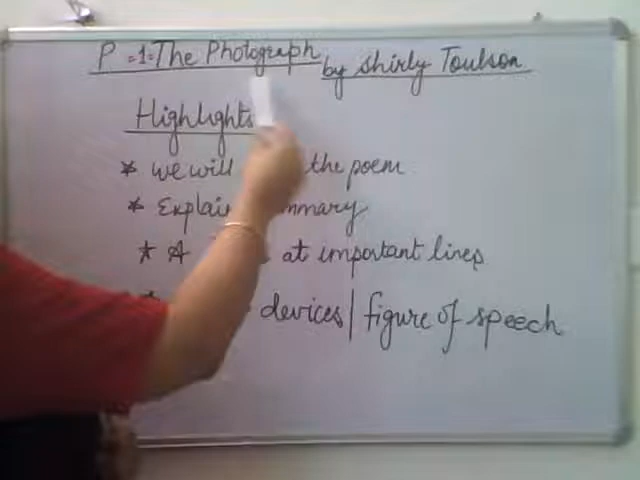 P -1- The Photograph by Shirly Toulson
Highlights
* we will the poem
* Explain
* A at important lines
devices / figure of speech